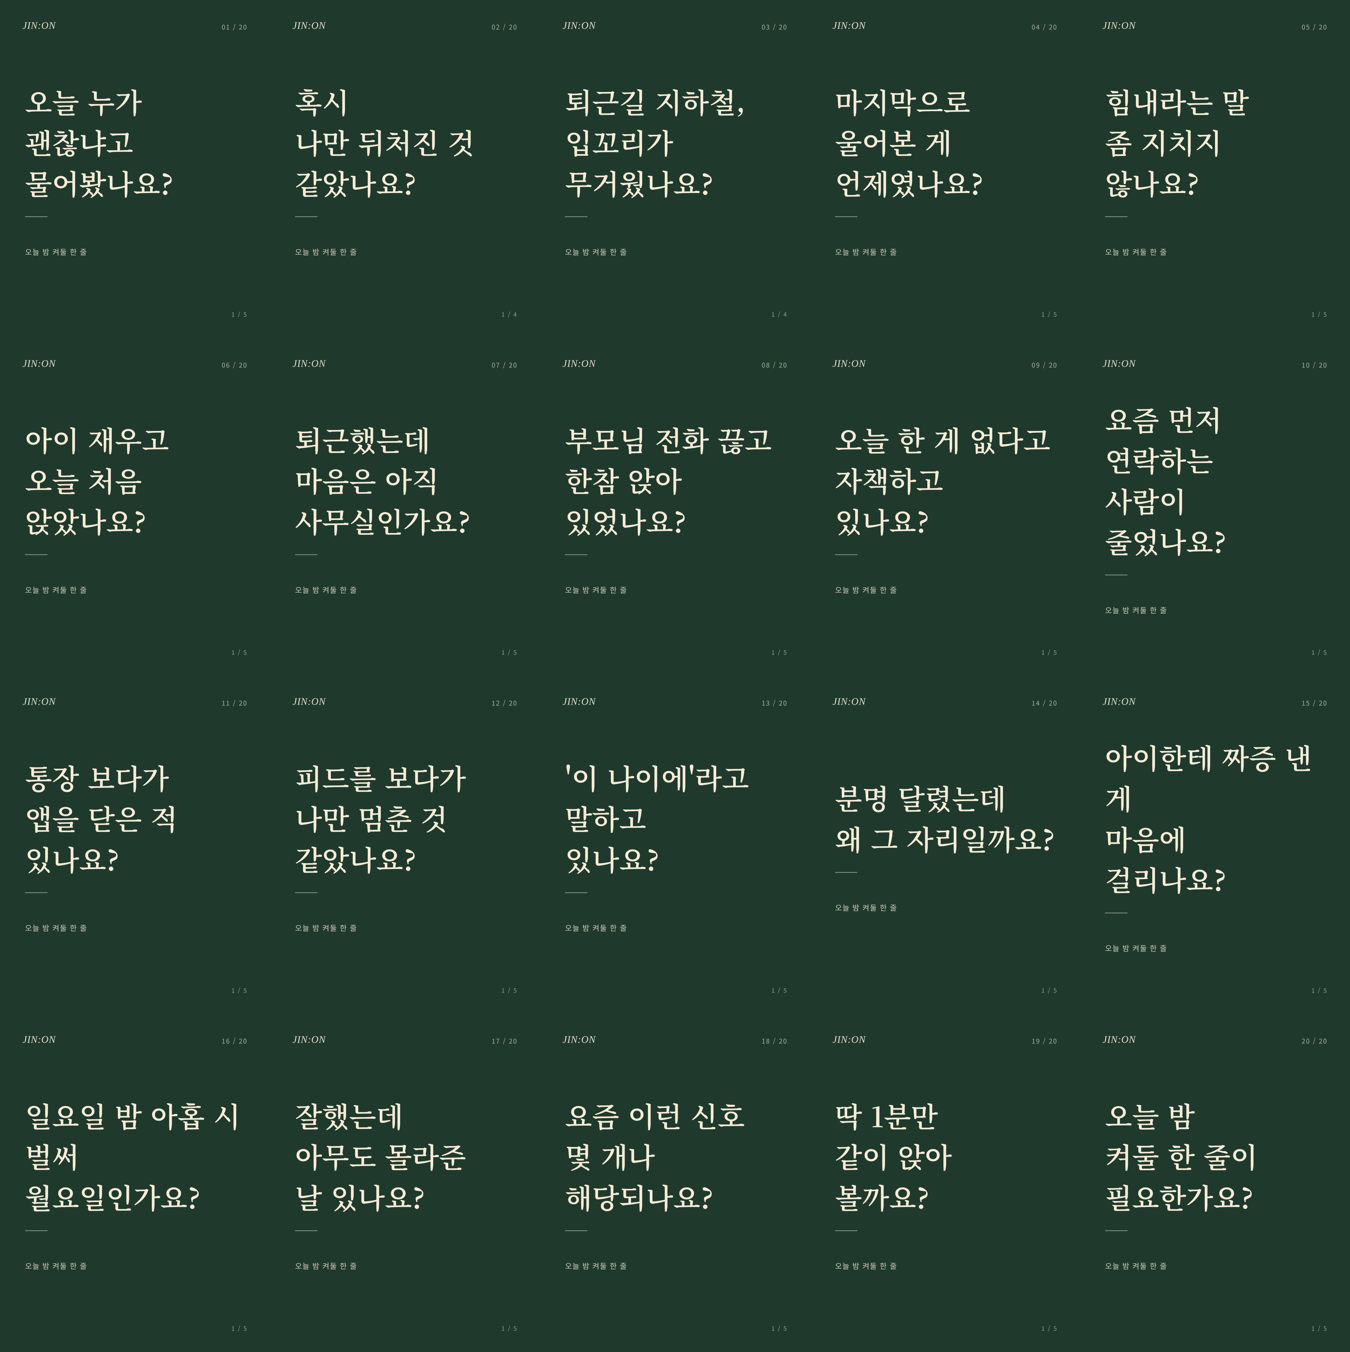 JIN:ON
01 / 20
오늘 누가
괜찮냐고
물어봤나요?
오늘 밤 켜둘 한 줄
1 / 5
JIN:ON
02 / 20
혹시
나만 뒤처진 것
같았나요?
오늘 밤 켜둘 한 줄
1 / 4
JIN:ON
03 / 20
퇴근길 지하철,
입꼬리가
무거웠나요?
오늘 밤 켜둘 한 줄
1 / 4
JIN:ON
04 / 20
마지막으로
울어본 게
언제였나요?
오늘 밤 켜둘 한 줄
1 / 5
JIN:ON
05 / 20
힘내라는 말
좀 지치지
않나요?
오늘 밤 켜둘 한 줄
1 / 5
JIN:ON
06 / 20
아이 재우고
오늘 처음
앉았나요?
오늘 밤 켜둘 한 줄
1 / 5
JIN:ON
07 / 20
퇴근했는데
마음은 아직
사무실인가요?
오늘 밤 켜둘 한 줄
1 / 5
JIN:ON
08 / 20
부모님 전화 끊고
한참 앉아
있었나요?
오늘 밤 켜둘 한 줄
1 / 5
JIN:ON
09 / 20
오늘 한 게 없다고
자책하고
있나요?
오늘 밤 켜둘 한 줄
1 / 5
JIN:ON
10 / 20
요즘 먼저
연락하는
사람이
줄었나요?
오늘 밤 켜둘 한 줄
1 / 5
JIN:ON
11 / 20
통장 보다가
앱을 닫은 적
있나요?
오늘 밤 켜둘 한 줄
1 / 5
JIN:ON
12 / 20
피드를 보다가
나만 멈춘 것
같았나요?
오늘 밤 켜둘 한 줄
1 / 5
JIN:ON
13 / 20
'이 나이에'라고
말하고
있나요?
오늘 밤 켜둘 한 줄
1 / 5
JIN:ON
14 / 20
분명 달렸는데
왜 그 자리일까요?
오늘 밤 켜둘 한 줄
1 / 5
JIN:ON
15 / 20
아이한테 짜증 낸
게
마음에
걸리나요?
오늘 밤 켜둘 한 줄
1 / 5
JIN:ON
16 / 20
일요일 밤 아홉 시
벌써
월요일인가요?
오늘 밤 켜둘 한 줄
1 / 5
JIN:ON
17 / 20
잘했는데
아무도 몰라준
날 있나요?
오늘 밤 켜둘 한 줄
1 / 5
JIN:ON
18 / 20
요즘 이런 신호
몇 개나
해당되나요?
오늘 밤 켜둘 한 줄
1 / 5
JIN:ON
19 / 20
딱 1분만
같이 앉아
볼까요?
오늘 밤 켜둘 한 줄
1 / 5
JIN:ON
20 / 20
오늘 밤
켜둘 한 줄이
필요한가요?
오늘 밤 켜둘 한 줄
1 / 5